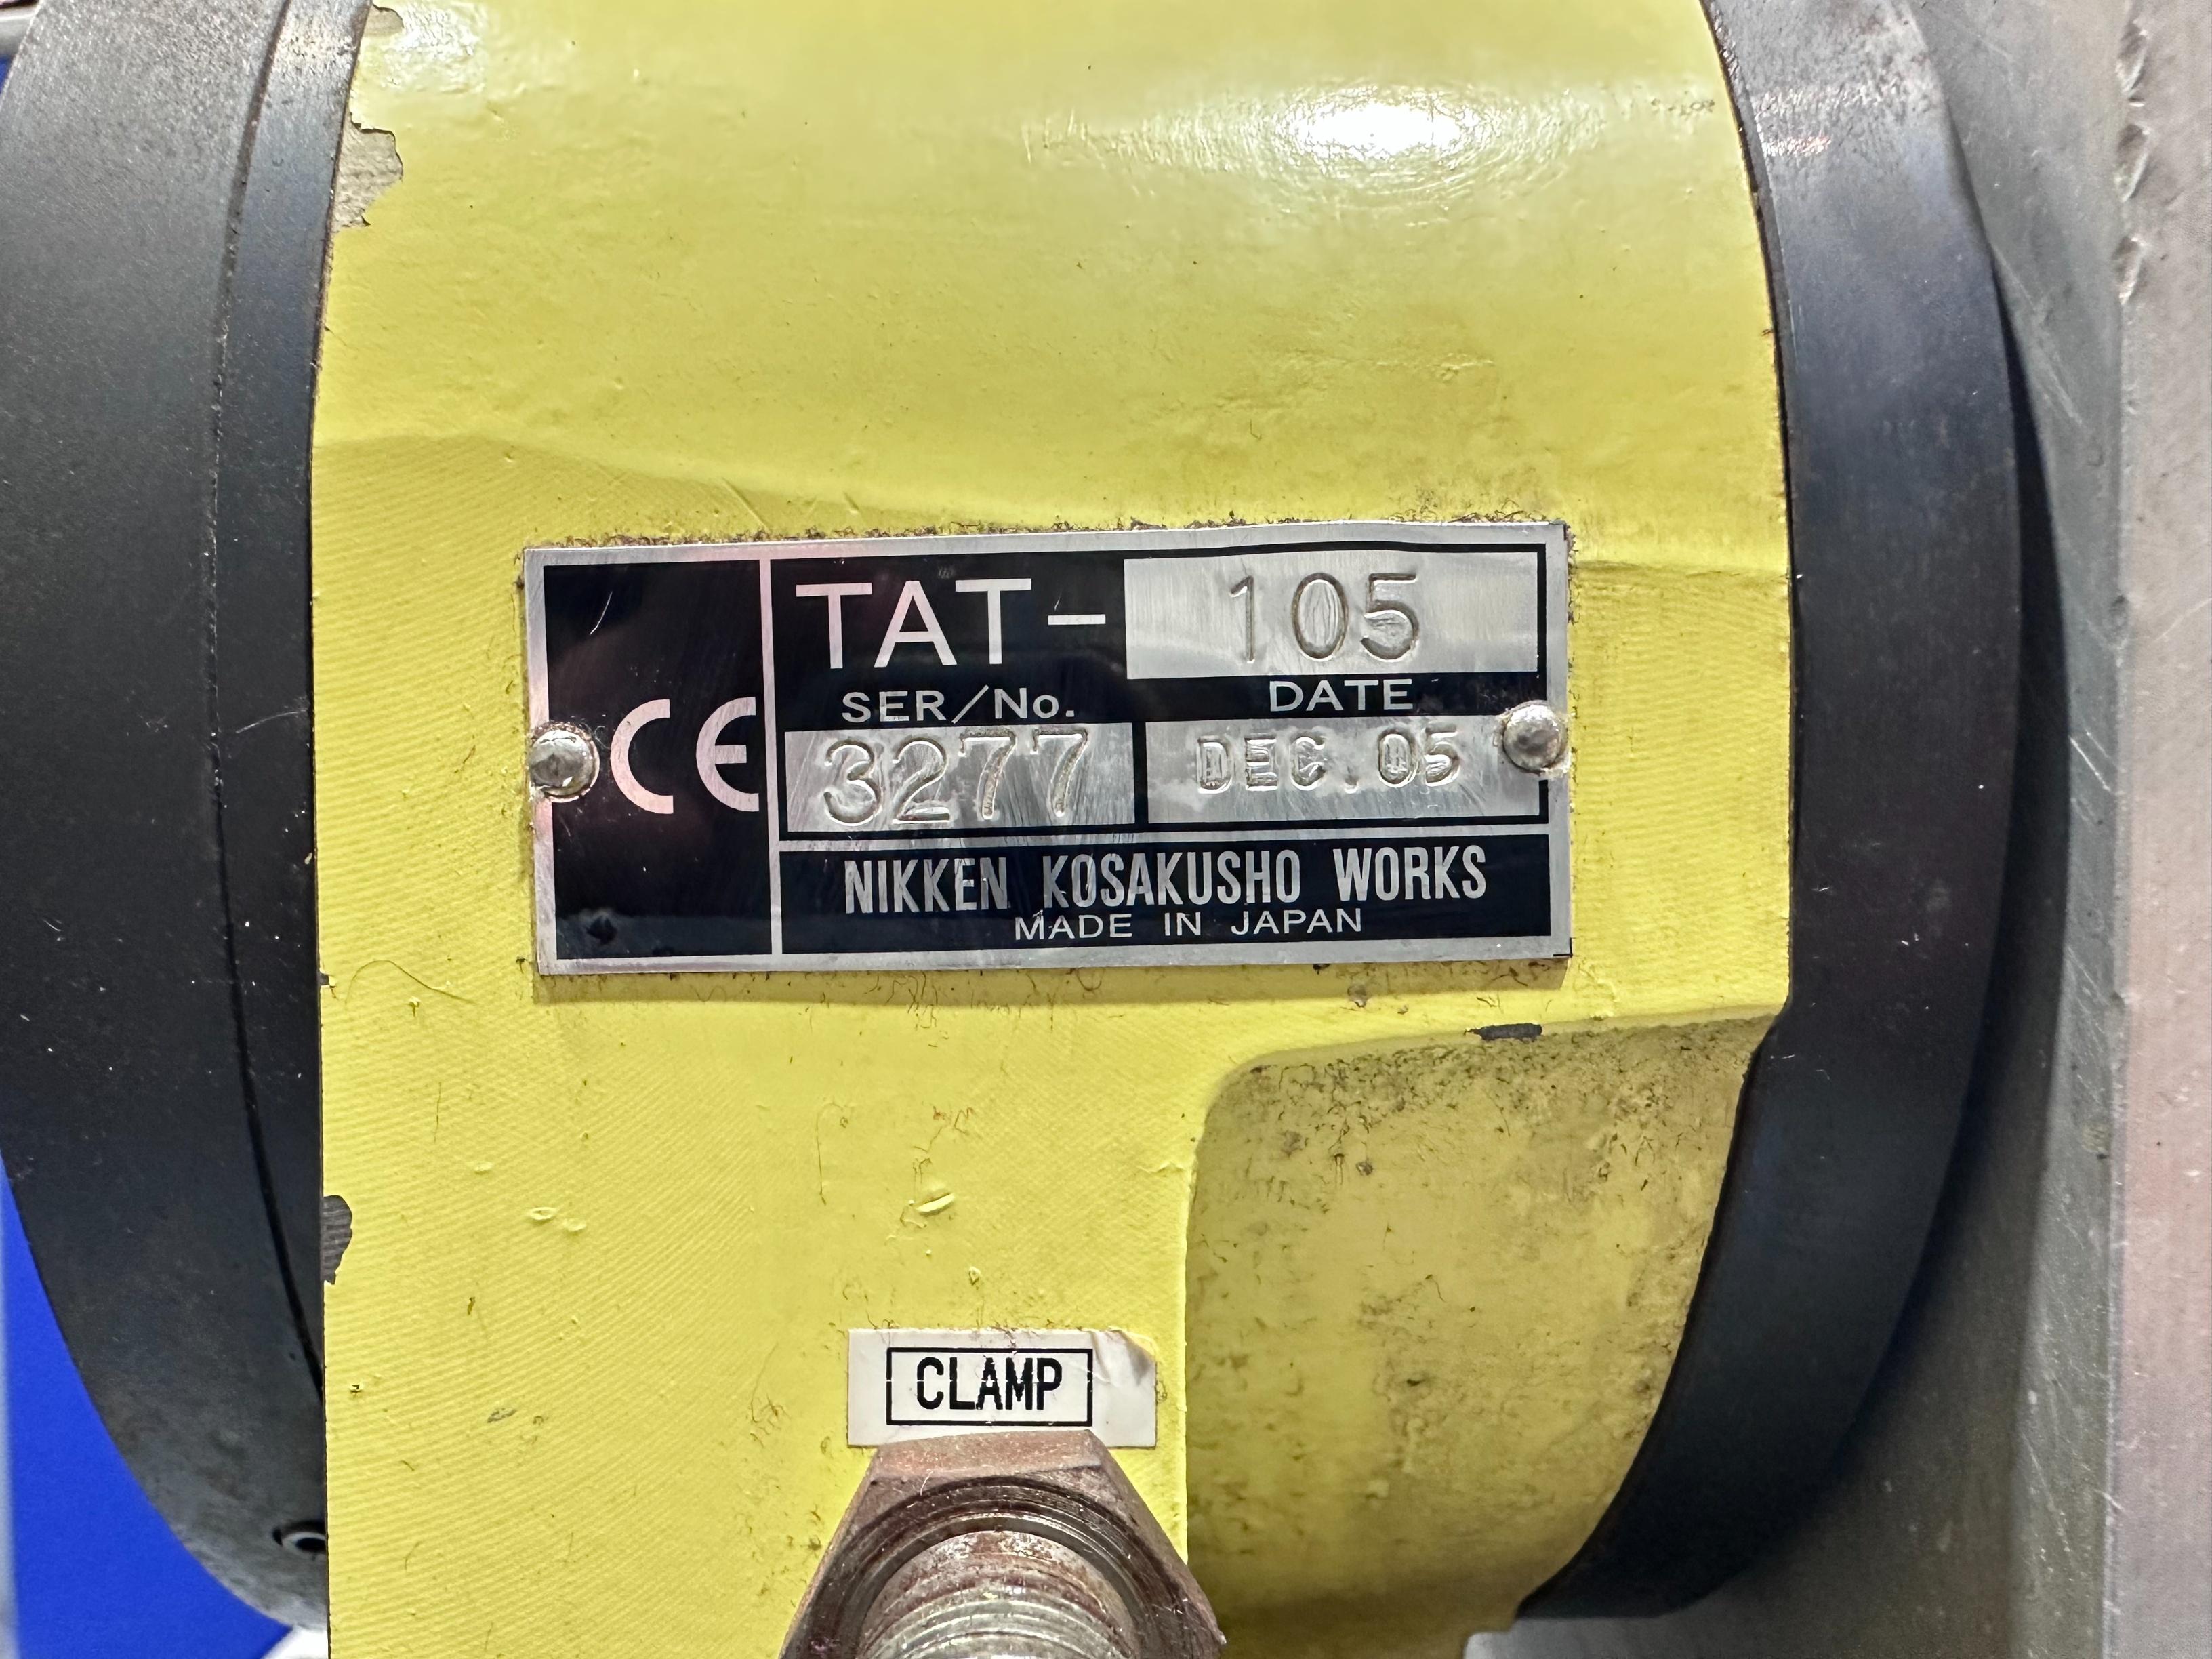 CE
TAT- 105
SER/No. DATE
3277 DEC.05
NIKKEN KOSAKUSHO WORKS
MADE IN JAPAN
CLAMP